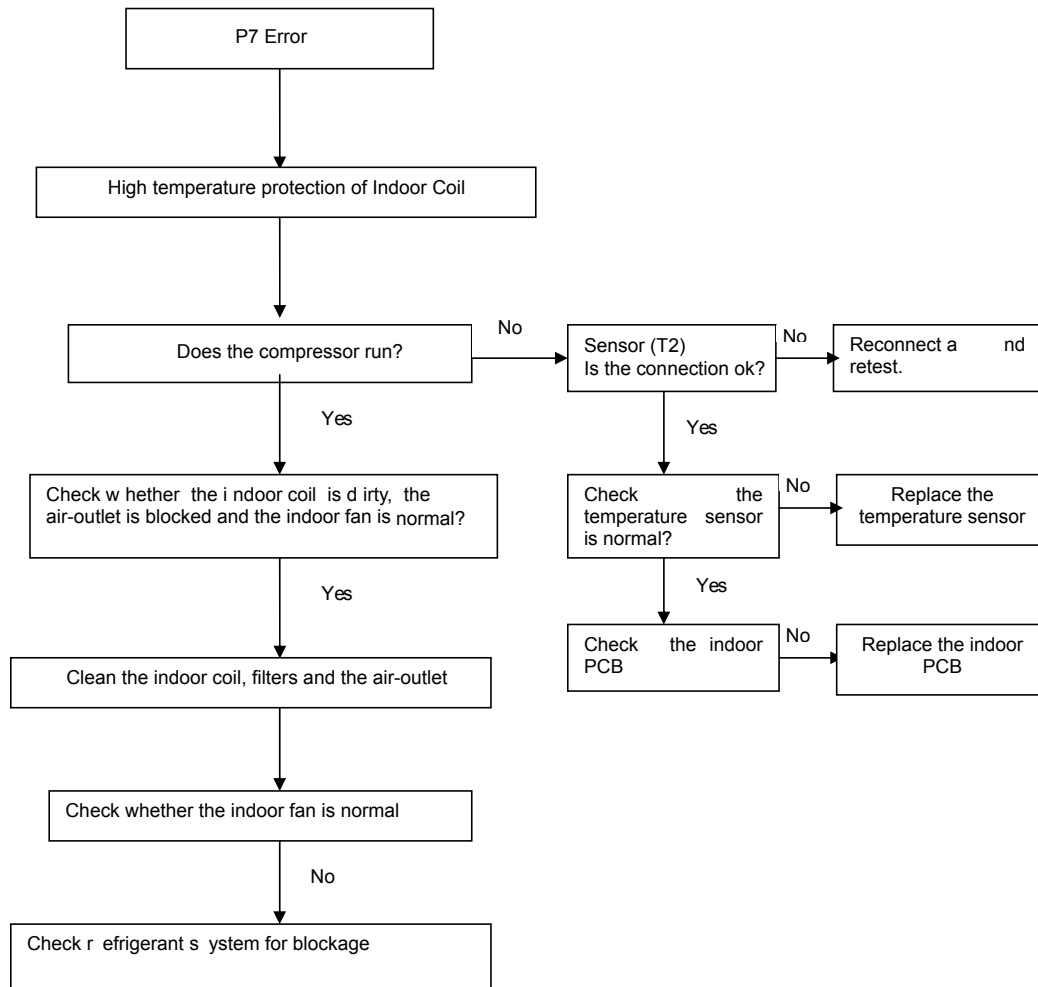 P7 Error
High temperature protection of Indoor Coil
Does the compressor run?
No
Sensor (T2)
Is the connection ok?
No
Reconnect a nd
retest.
Yes
Yes
Check w hether the i ndoor coil is d irty, the
air-outlet is blocked and the indoor fan is normal?
Check the
temperature sensor
is normal?
No
Replace the
temperature sensor
Yes
Yes
Clean the indoor coil, filters and the air-outlet
Check the indoor
PCB
No
Replace the indoor
PCB
Check whether the indoor fan is normal
No
Check r efrigerant s ystem for blockage